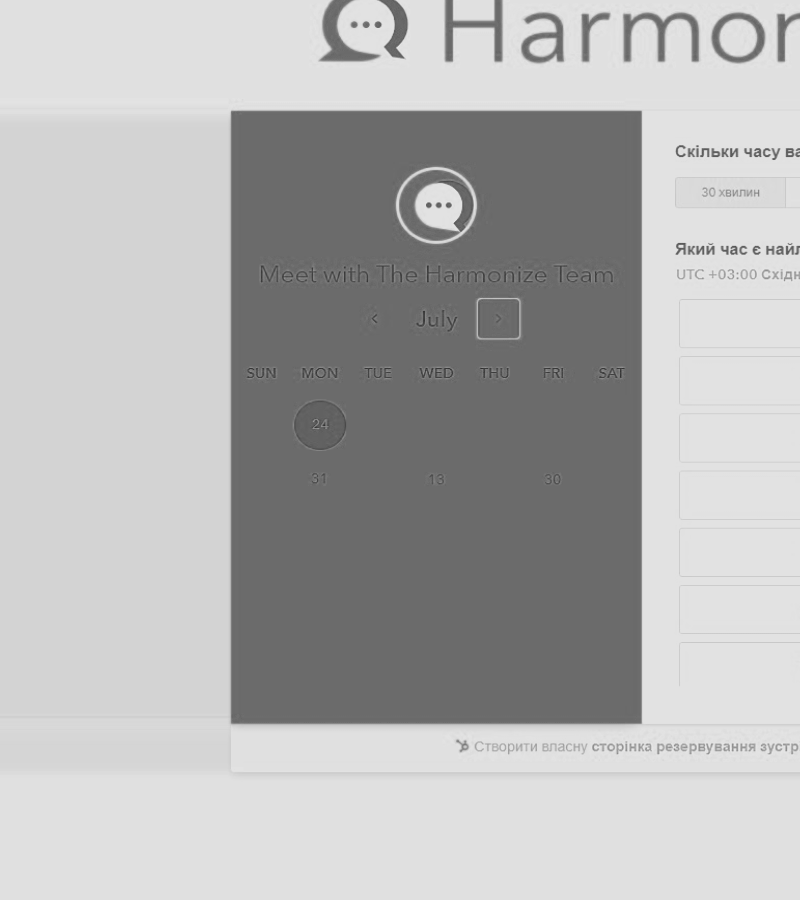 Harmon
Meet with The Harmonize Team
July
SUN MON TUE WED THU FRI SAT
24
31 13 30
Скільки часу ва
30 хвилин
Який час є найл
UTC +03:00 Східн
Створити власну сторінка резервування зустр